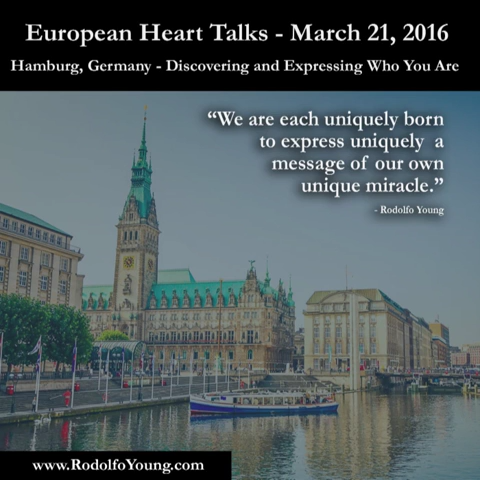 European Heart Talks - March 21, 2016
Hamburg, Germany - Discovering and Expressing Who You Are
“We are each uniquely born
to express uniquely a
message of our own
unique miracle.”
- Rodolfo Young
www.RodolfoYoung.com